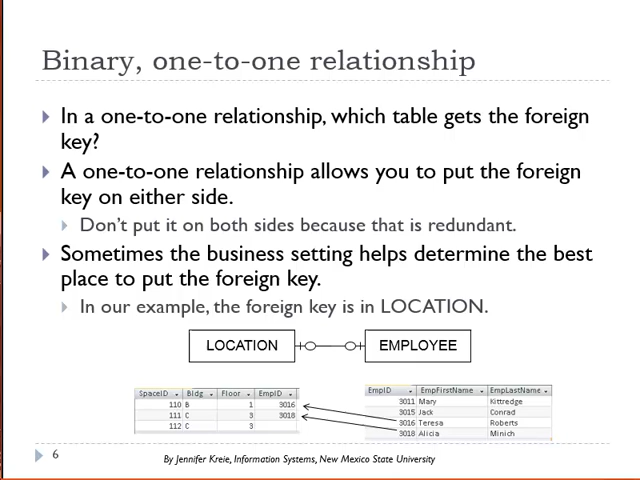 Binary, one-to-one relationship
In a one-to-one relationship, which table gets the foreign
key?
A one-to-one relationship allows you to put the foreign
key on either side.
Don't put it on both sides because that is redundant.
Sometimes the business setting helps determine the best
place to put the foreign key.
In our example, the foreign key is in LOCATION.
LOCATION EMPLOYEE
SpaceID Bldg Floor EmpID
110 B 1 3016
111 C 3 3018
112 C 3
EmpID EmpFirstName EmpLastName
3011 Mary Kittredge
3015 Jack Conrad
3016 Teresa Roberts
3018 Alicia Minich
6
By Jennifer Kreie, Information Systems, New Mexico State University